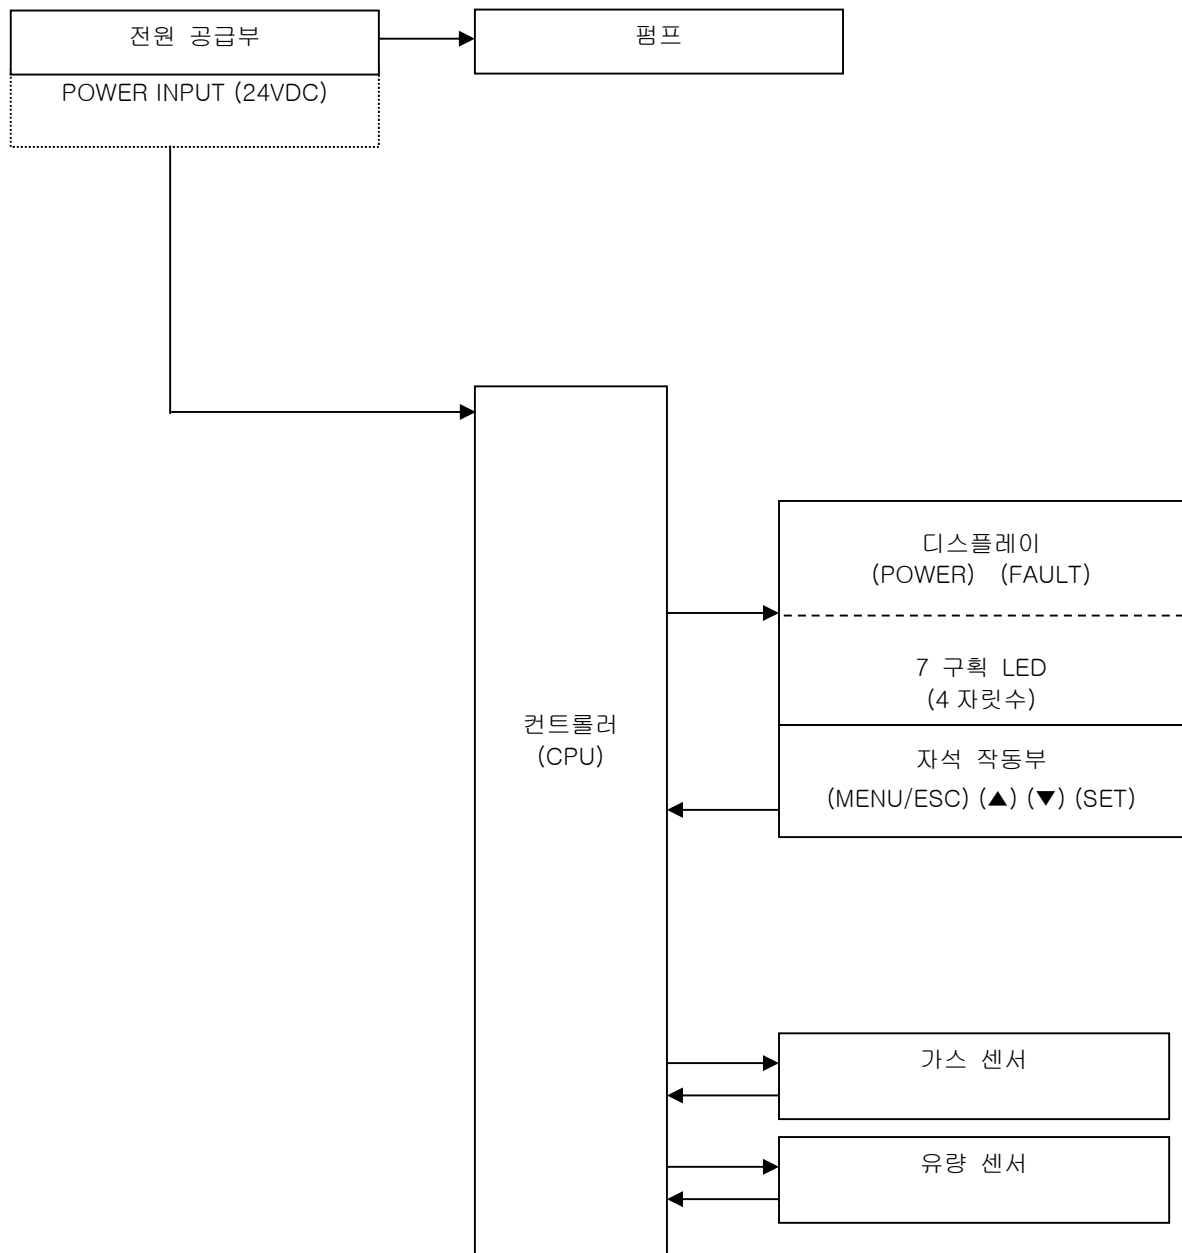 전원 공급부
펌프
POWER INPUT (24VDC)
디스플레이
(POWER) (FAULT)
7 구획 LED
(4 자릿수)
컨트롤러
(CPU)
자석 작동부
(MENU/ESC) (▲) (▼) (SET)
가스 센서
유량 센서